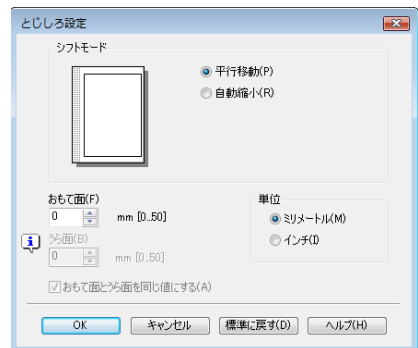 とじしろ設定
シフトモード
平行移動(P)
自動縮小(R)
おもて面(F)
0 mm [0..50]
うら面(B)
0 mm [0..50]
単位
ミリメートル(M)
インチ(I)
おもて面とうら面を同じ値にする(A)
OK キャンセル 標準に戻す(D) ヘルプ(H)